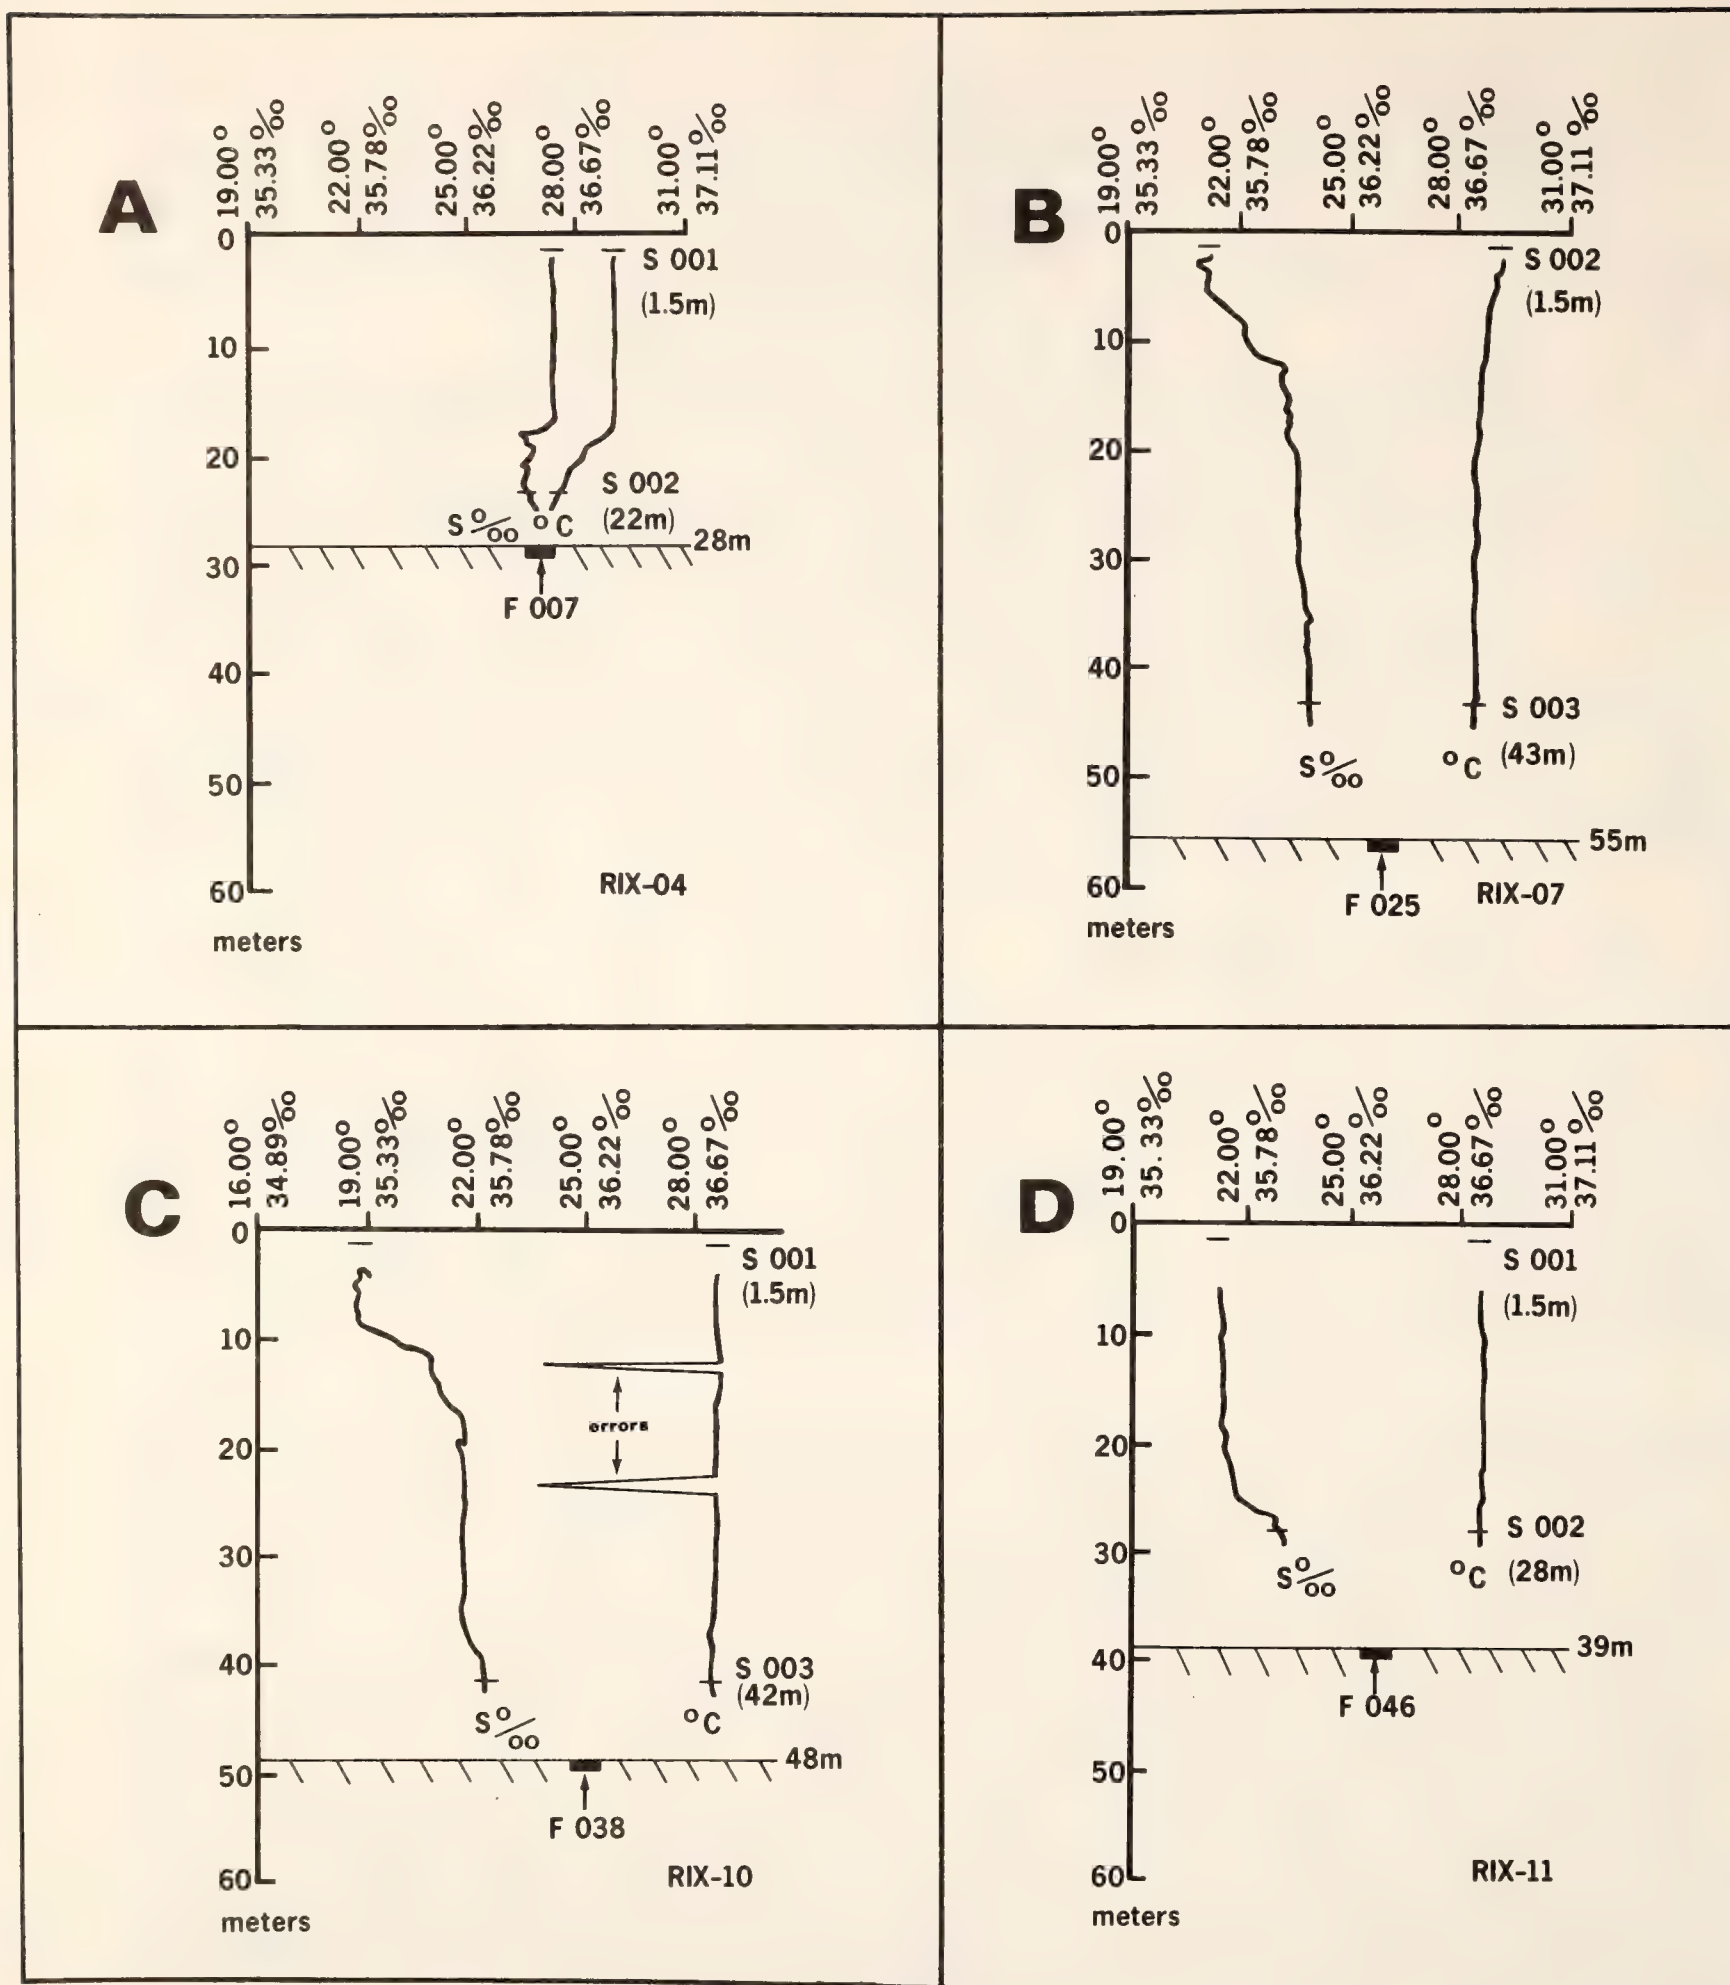 A
19.00°
35.33‰
22.00°
35.78‰
25.00°
36.22‰
28.00°
36.67‰
31.00°
37.11‰
0
10
20
30
40
50
60
meters
S 001
(1.5m)
S 002
(22m)
S‰
°C
28m
F 007
RIX-04
B
19.00°
35.33‰
22.00°
35.78‰
25.00°
36.22‰
28.00°
36.67‰
31.00°
37.11‰
0
10
20
30
40
50
60
meters
S 002
(1.5m)
S 003
(43m)
S‰
°C
55m
F 025
RIX-07
C
16.00°
34.89‰
19.00°
35.33‰
22.00°
35.78‰
25.00°
36.22‰
28.00°
36.67‰
0
10
20
30
40
50
60
meters
S 001
(1.5m)
errors
S 003
(42m)
S‰
°C
48m
F 038
RIX-10
D
19.00°
35.33‰
22.00°
35.78‰
25.00°
36.22‰
28.00°
36.67‰
31.00°
37.11‰
0
10
20
30
40
50
60
meters
S 001
(1.5m)
S 002
(28m)
S‰
°C
39m
F 046
RIX-11